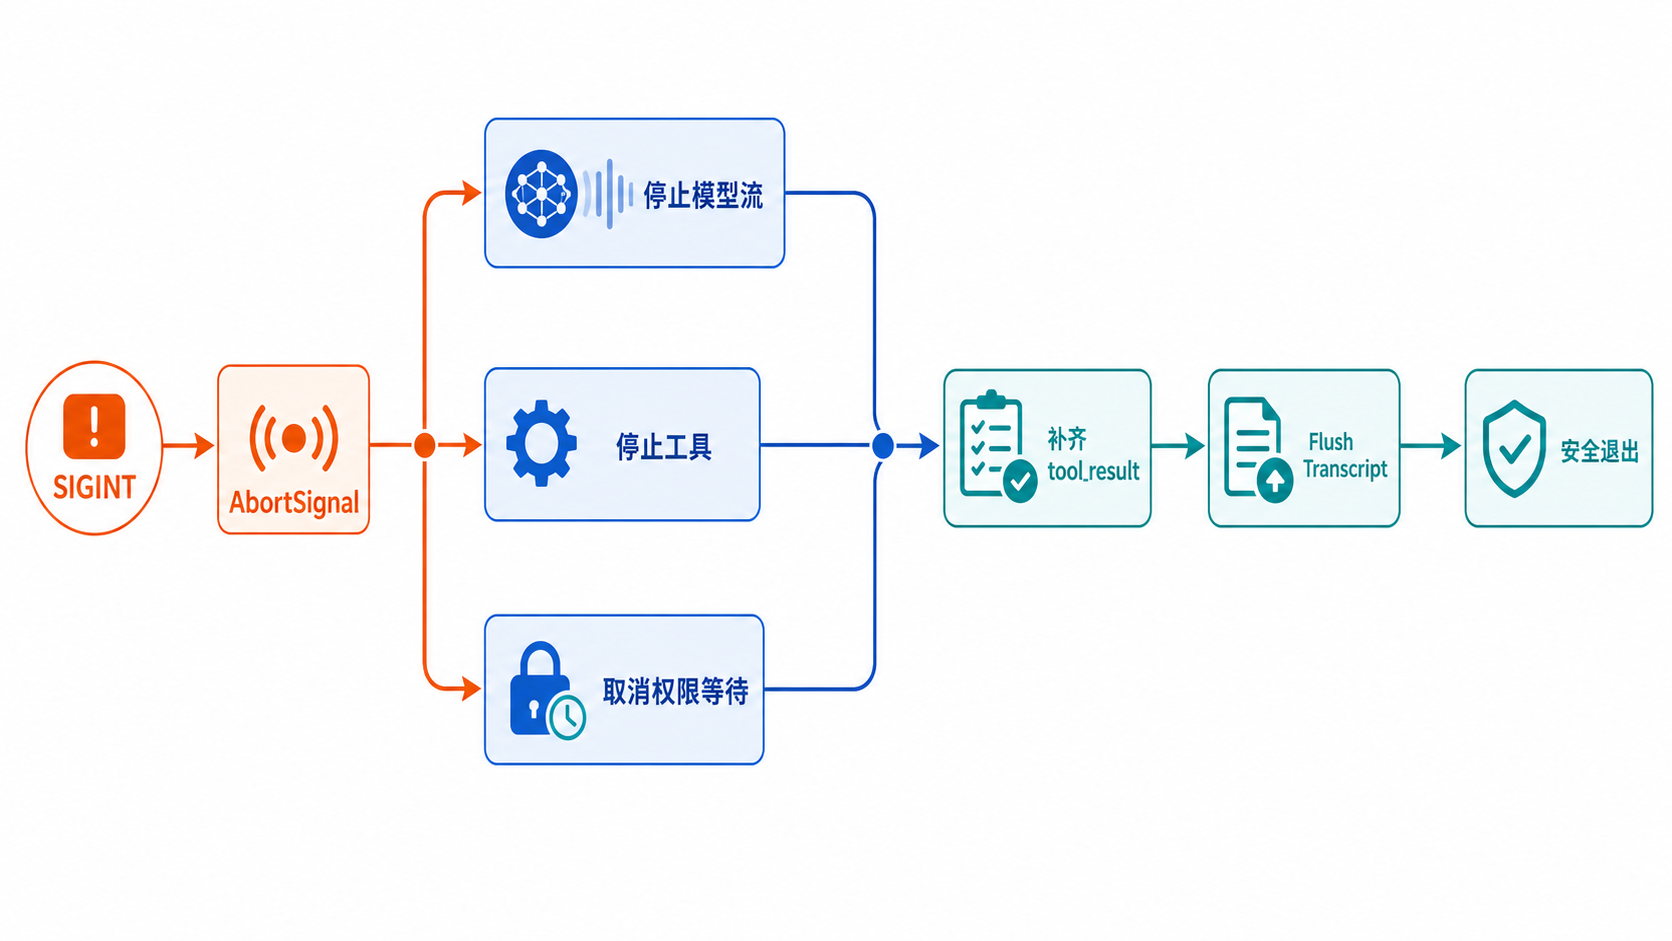 SIGINT
AbortSignal
停止模型流
停止工具
取消权限等待
补齐
tool_result
Flush
Transcript
安全退出